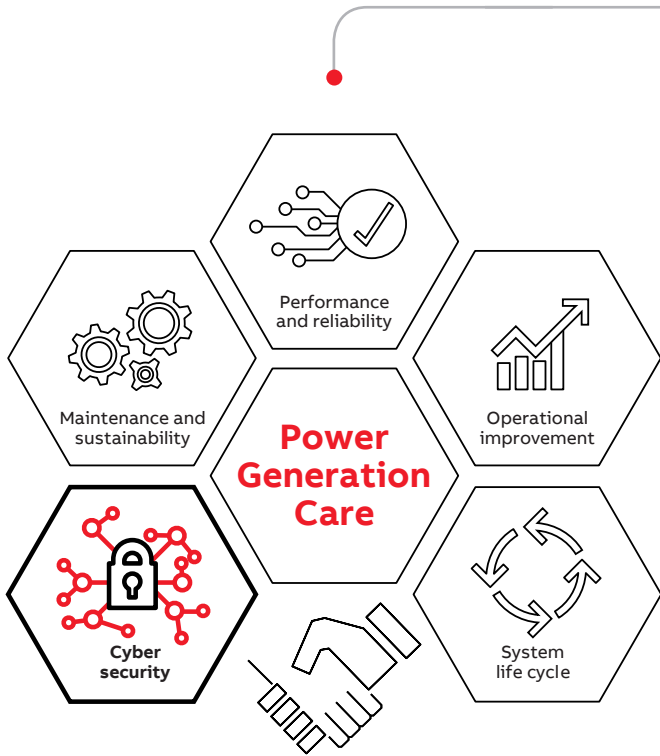 Performance
and reliability
Maintenance and
sustainability
Operational
improvement
Power
Generation
Care
Cyber
security
System
life cycle